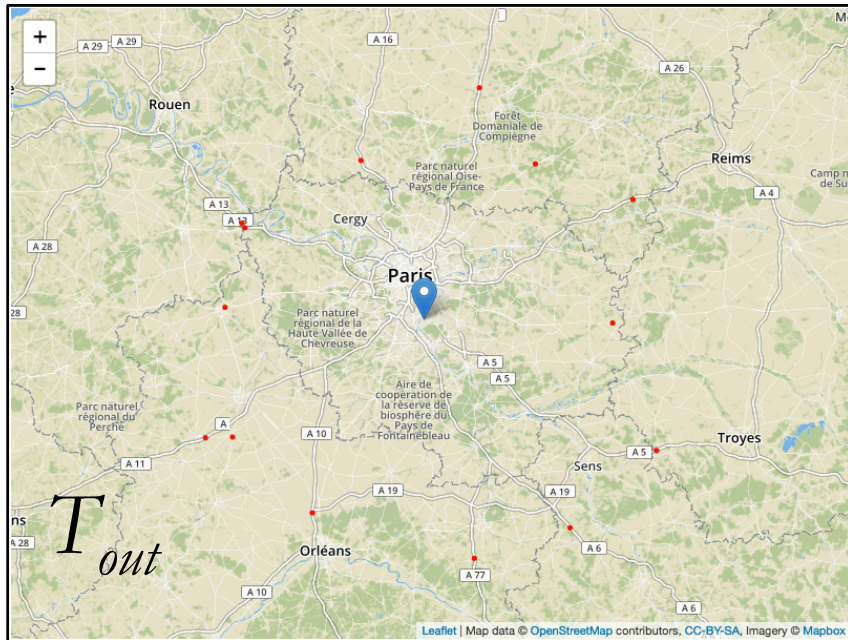 +
−
A 29
A 29
A 16
A 26
Rouen
Forêt
Domaniale de
Compiègne
Parc naturel
régional Oise-
Pays de France
Reims
A 4
Camp
A 13
A 13
Cergy
A 28
A 28
Paris
Parc naturel
régional de la
Haute Vallée de
Chevreuse
A 5
A 5
Aire de
coopération de
la réserve de
biosphère du
Pays de
Fontainebleau
Parc naturel
régional du
Perche
A
A 10
A 11
A 5
Troyes
Sens
A 19
A 19
A 28
Orléans
A 6
A 77
A 10
A 6
T out
Leaflet | Map data © OpenStreetMap contributors, CC-BY-SA, Imagery © Mapbox